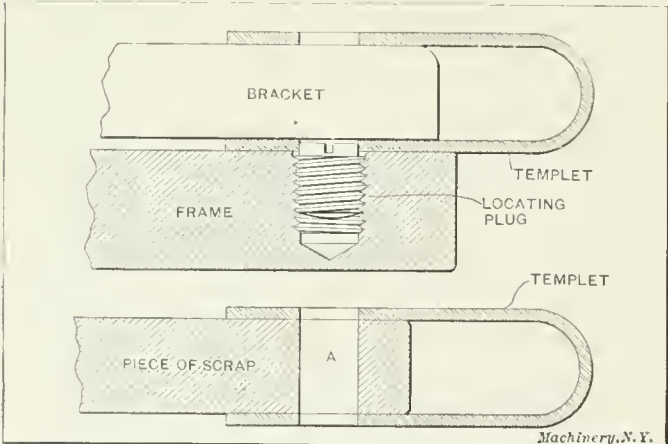 BRACKET
TEMPLET
LOCATING
PLUG
FRAME
TEMPLET
PIECE OF SCRAP
A
Machinery, N.Y.